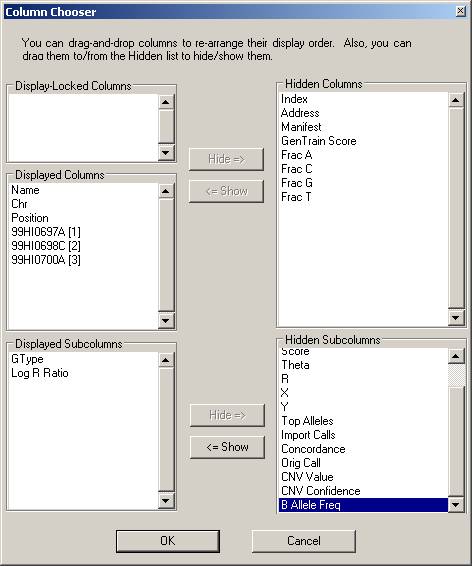 Column Chooser
You can drag-and-drop columns to re-arrange their display order. Also, you can
drag them to/from the Hidden list to hide/show them.
Display-Locked Columns
Hide =>
<= Show
Displayed Columns
Name
Chr
Position
99HI0697A [1]
99HI0698C [2]
99HI0700A [3]
Hidden Columns
Index
Address
Manifest
GenTrain Score
Frac A
Frac C
Frac G
Frac T
Displayed Subcolumns
GType
Log R Ratio
Hide =>
<= Show
Hidden Subcolumns
Score
Theta
R
X
Y
Top Alleles
Import Calls
Concordance
Orig Call
CNV Value
CNV Confidence
B Allele Freq
OK
Cancel